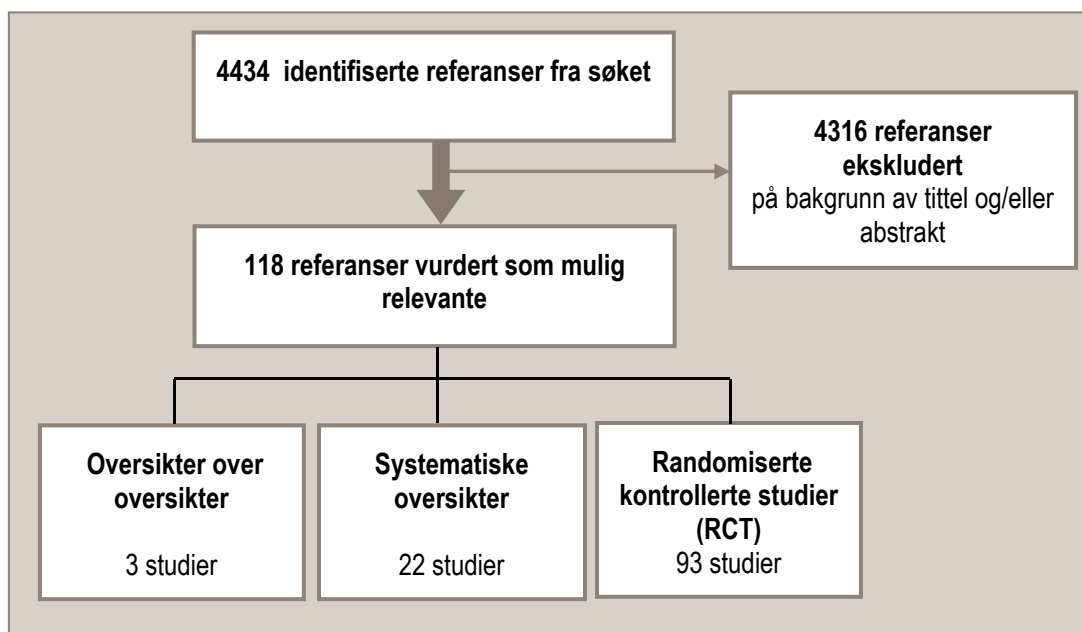 4434 identifiserte referanser fra søket
4316 referanser
ekskludert
på bakgrunn av tittel og/eller
abstrakt
118 referanser vurdert som mulig
relevante
Oversikter over
oversikter
3 studier
Systematiske
oversikter
22 studier
Randomiserte
kontrollerte studier
(RCT)
93 studier